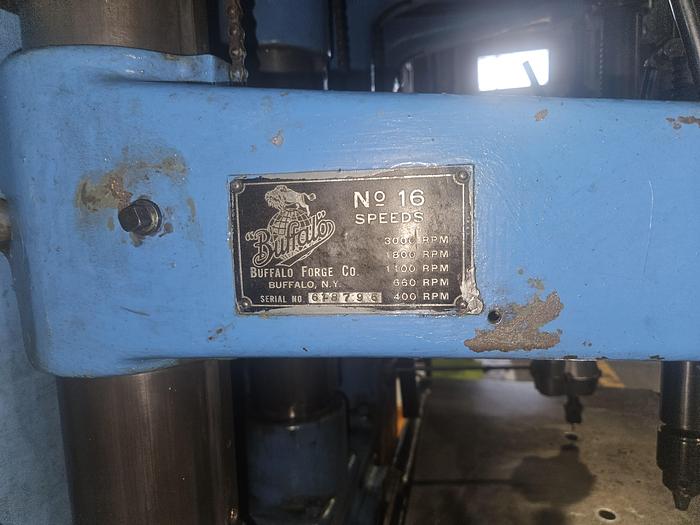 "Buffalo"
BUFFALO FORGE CO.
BUFFALO, N.Y.
SERIAL NO.
No 16
SPEEDS
3000 RPM
1800 RPM
1100 RPM
660 RPM
400 RPM